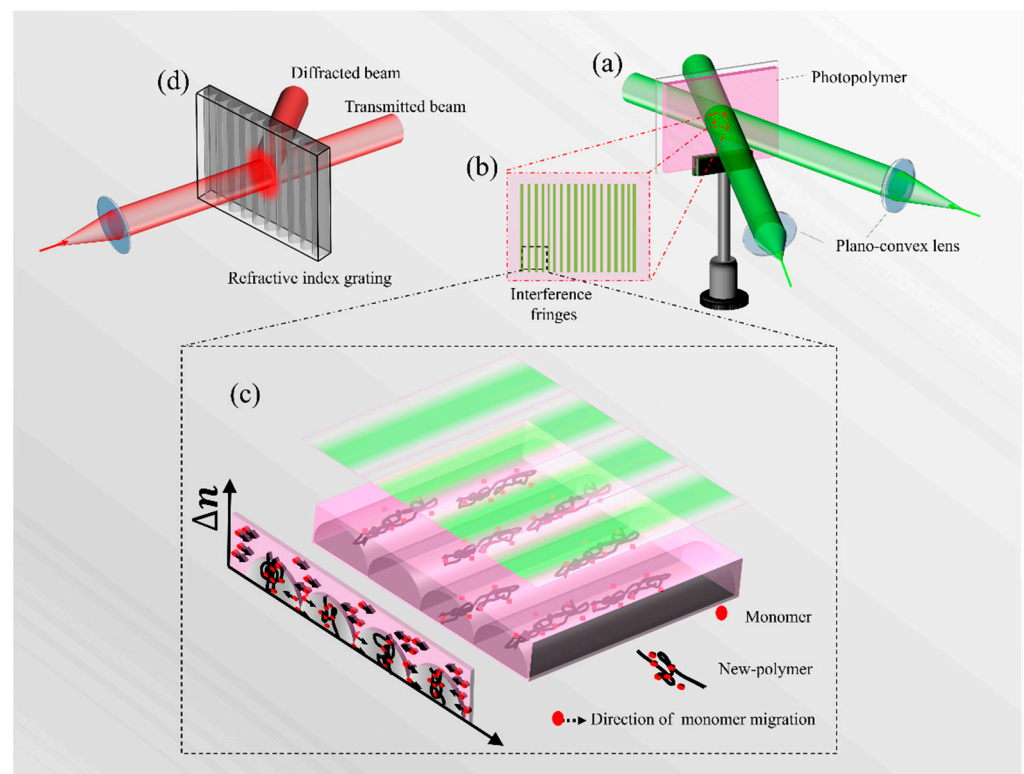 (d)
Diffracted beam
Transmitted beam
Refractive index grating
(a)
Photopolymer
Plano-convex lens
(b)
Interference
fringes
(c)
Δn
Monomer
New-polymer
Direction of monomer migration